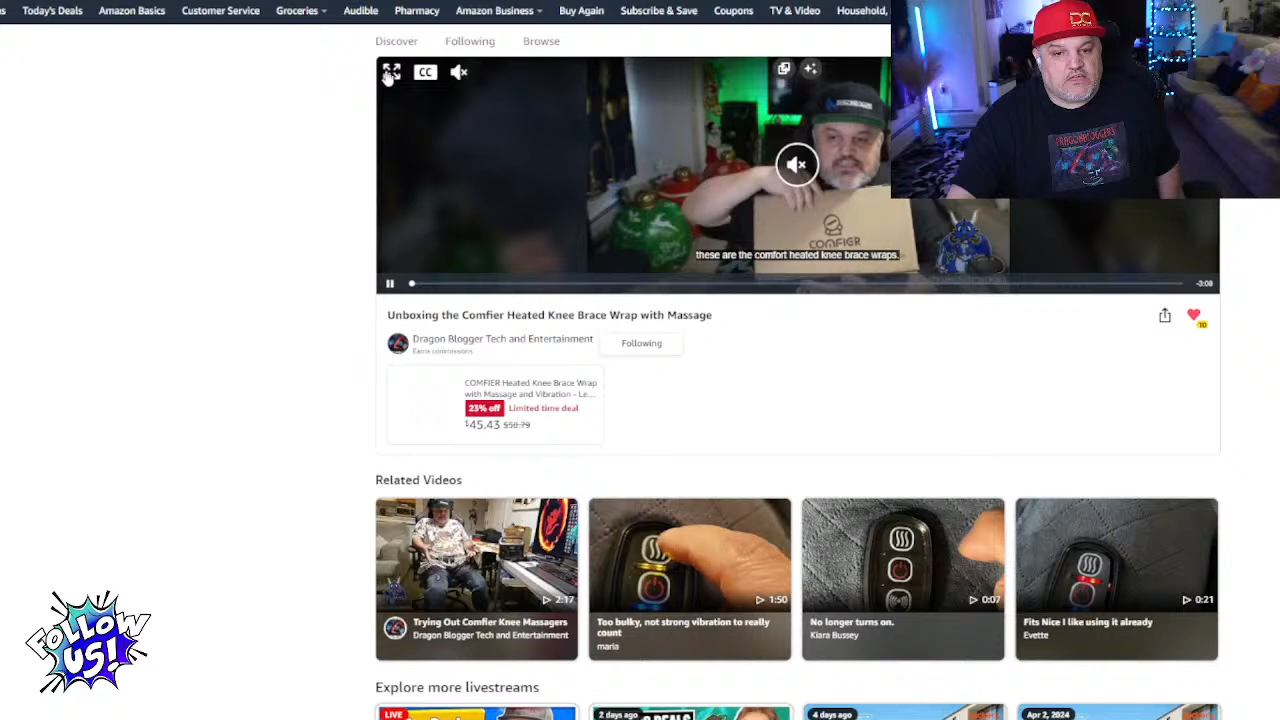 Today's Deals Amazon Basics Customer Service Groceries Audible Pharmacy Amazon Business Buy Again Subscribe & Save Coupons TV & Video Household,
Discover Following Browse
CC
DRAGONBLOGGERS
COMFIER
these are the comfort heated knee brace wraps.
-3:08
Unboxing the Comfier Heated Knee Brace Wrap with Massage
10
Dragon Blogger Tech and Entertainment
Earns commissions
Following
COMFIER Heated Knee Brace Wrap
with Massage and Vibration - Le...
23% off Limited time deal
$45.43 $58.79
Related Videos
2:17
Trying Out Comfier Knee Massagers
Dragon Blogger Tech and Entertainment
1:50
Too bulky, not strong vibration to really
count
maria
0:07
No longer turns on.
Kiara Bussey
0:21
Fits Nice I like using it already
Evette
Explore more livestreams
LIVE
2 days ago
4 days ago
Apr 2, 2024
FOLLOW
US!